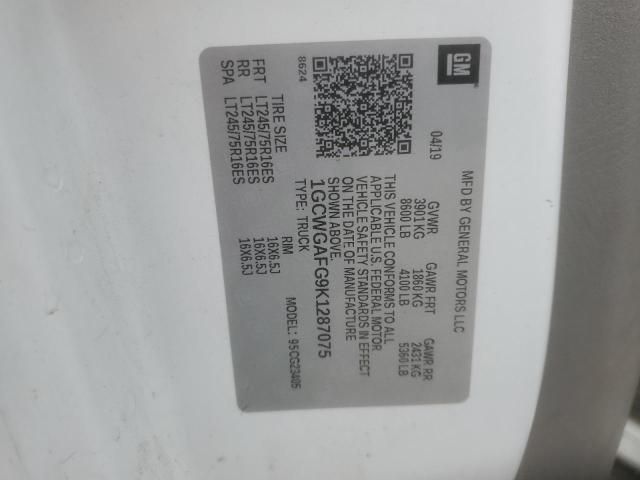 GM
MFD BY GENERAL MOTORS LLC
04/19 GVWR GAWR FRT GAWR RR
3901 KG 1860 KG 2431 KG
8600 LB 4100 LB 5360 LB
THIS VEHICLE CONFORMS TO ALL
APPLICABLE U.S. FEDERAL MOTOR
VEHICLE SAFETY STANDARDS IN EFFECT
ON THE DATE OF MANUFACTURE
SHOWN ABOVE.
1GCWGAFG9K1287075
8624 TYPE: TRUCK MODEL: 95CG23405
TIRE SIZE RIM
FRT LT245/75R16ES 16X6.5J
RR LT245/75R16ES 16X6.5J
SPA LT245/75R16ES 16X6.5J